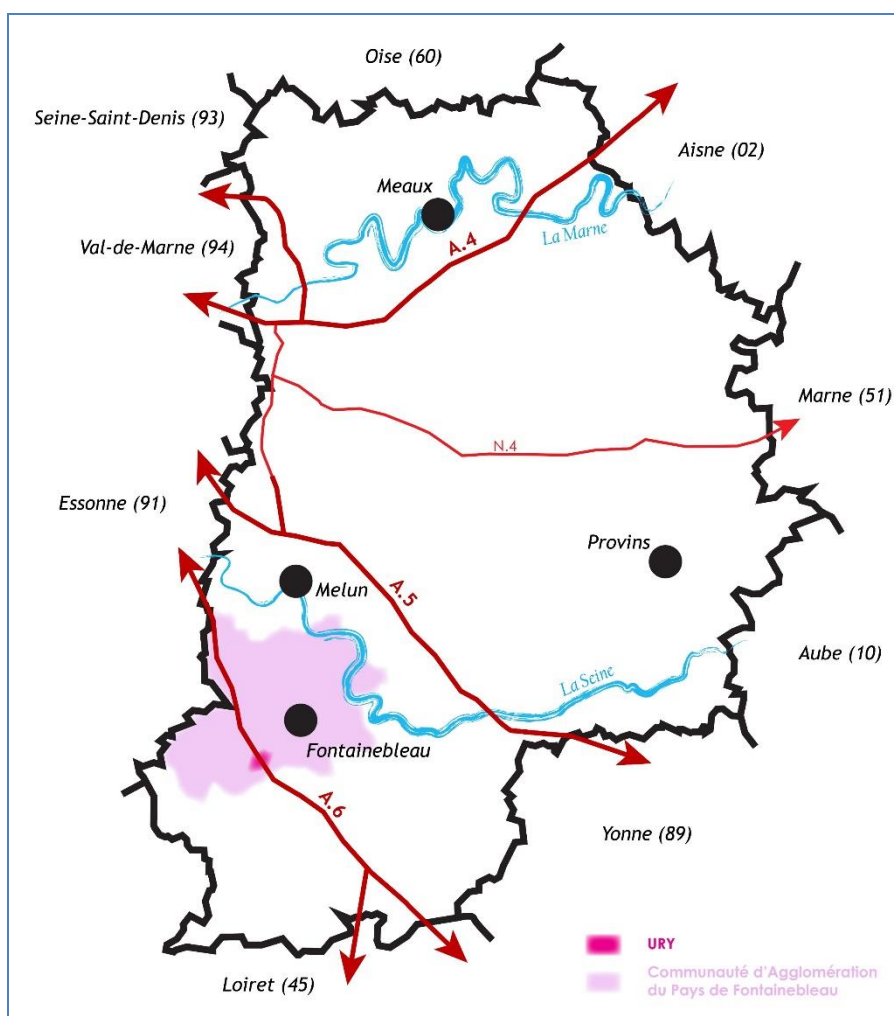 Oise (60)
Seine-Saint-Denis (93)
Aisne (02)
Meaux
La Marne
Val-de-Marne (94)
A.4
Marne (51)
N.4
Essonne (91)
Provins
Melun
A.5
Aube (10)
La Seine
Fontainebleau
A.6
Yonne (89)
URY
Communauté d'Agglomération
du Pays de Fontainebleau
Loiret (45)